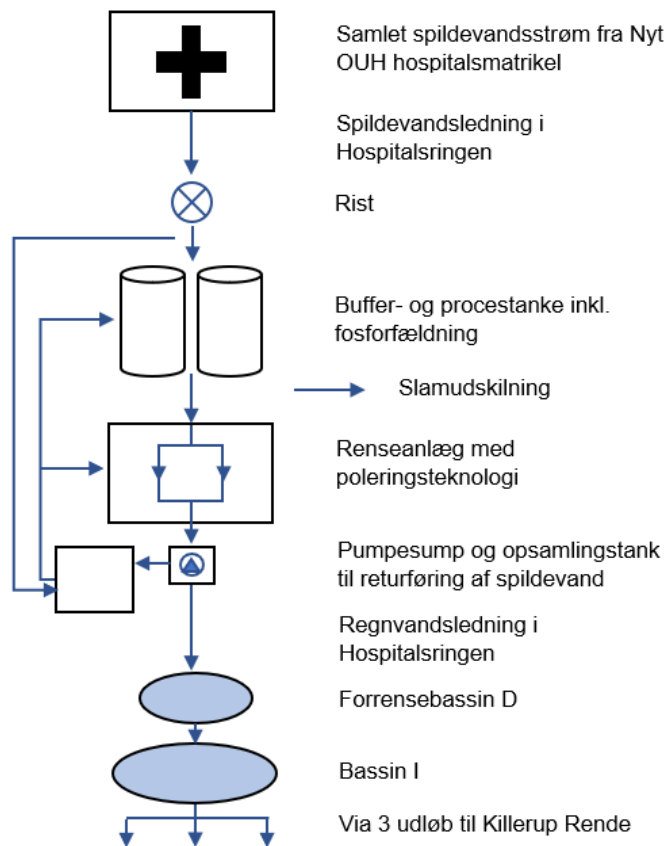 Samlet spildevandsstrøm fra Nyt
OUH hospitalsmatrikel
Spildevandsledning i
Hospitalsringen
Rist
Buffer- og procestanke inkl.
fosforfældning
Slamudskilning
Renseanlæg med
poleringsteknologi
Pumpesump og opsamlingstank
til returføring af spildevand
Regnvandsledning i
Hospitalsringen
Forrensebassin D
Bassin I
Via 3 udløb til Killerup Rende